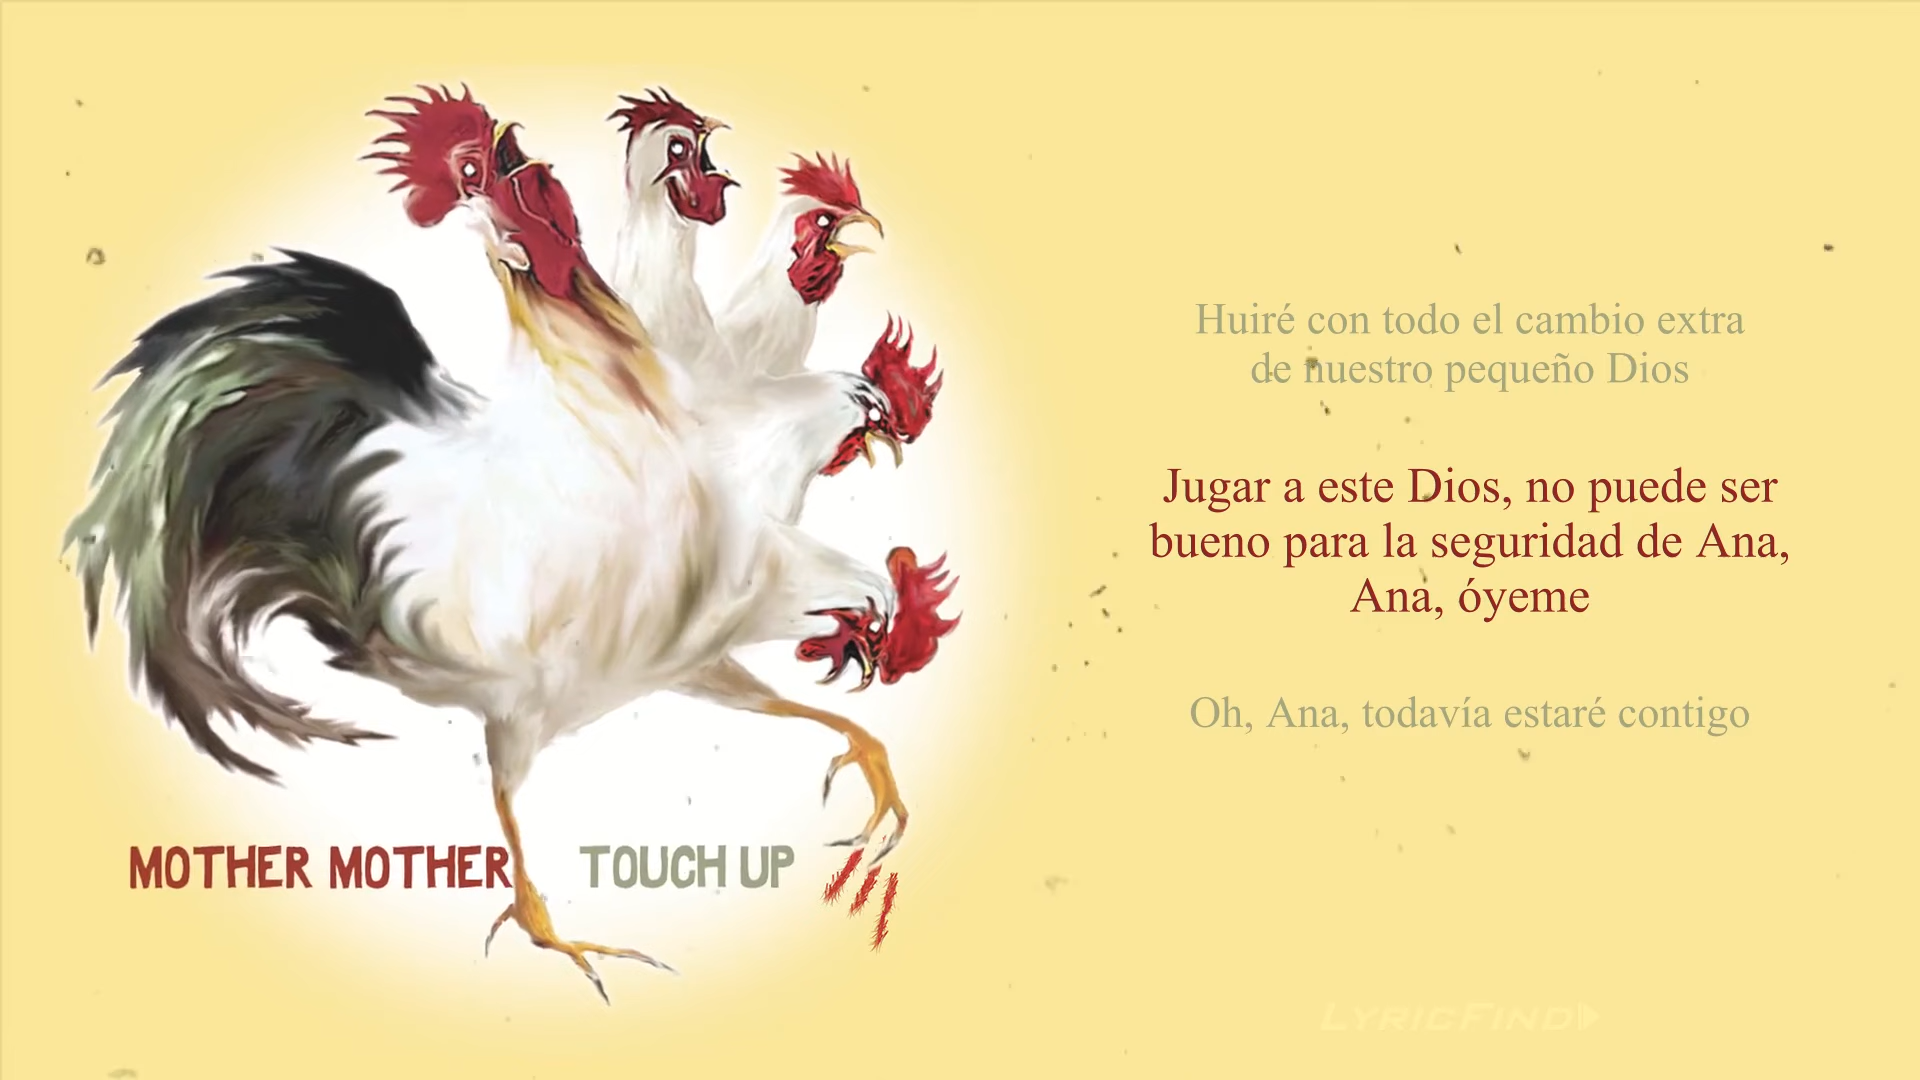 Huiré con todo el cambio extra
de nuestro pequeño Dios
Jugar a este Dios, no puede ser
bueno para la seguridad de Ana,
Ana, óyeme
Oh, Ana, todavía estaré contigo
MOTHER MOTHER TOUCH UP
LYRICFIND